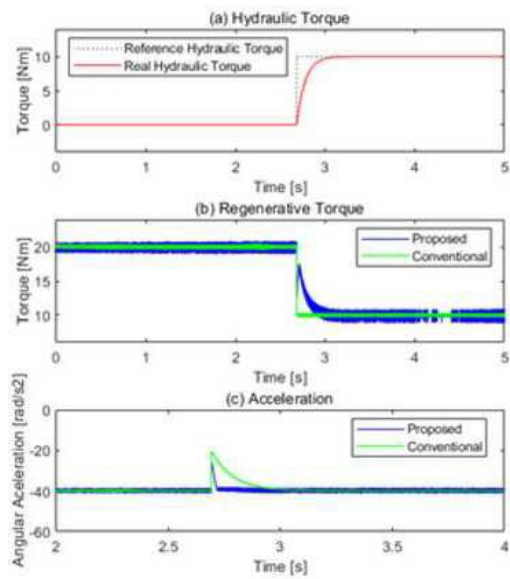 (a) Hydraulic Torque
Torque [Nm]
10
5
0
Reference Hydraulic Torque
Real Hydraulic Torque
0 1 2 3 4 5
Time [s]
(b) Regenerative Torque
Torque [Nm]
20
15
10
Proposed
Conventional
0 1 2 3 4 5
Time [s]
(c) Acceleration
Angular Aceleration [rad/s2]
0
-20
-40
-60
Proposed
Conventional
2 2.5 3 3.5 4
Time [s]